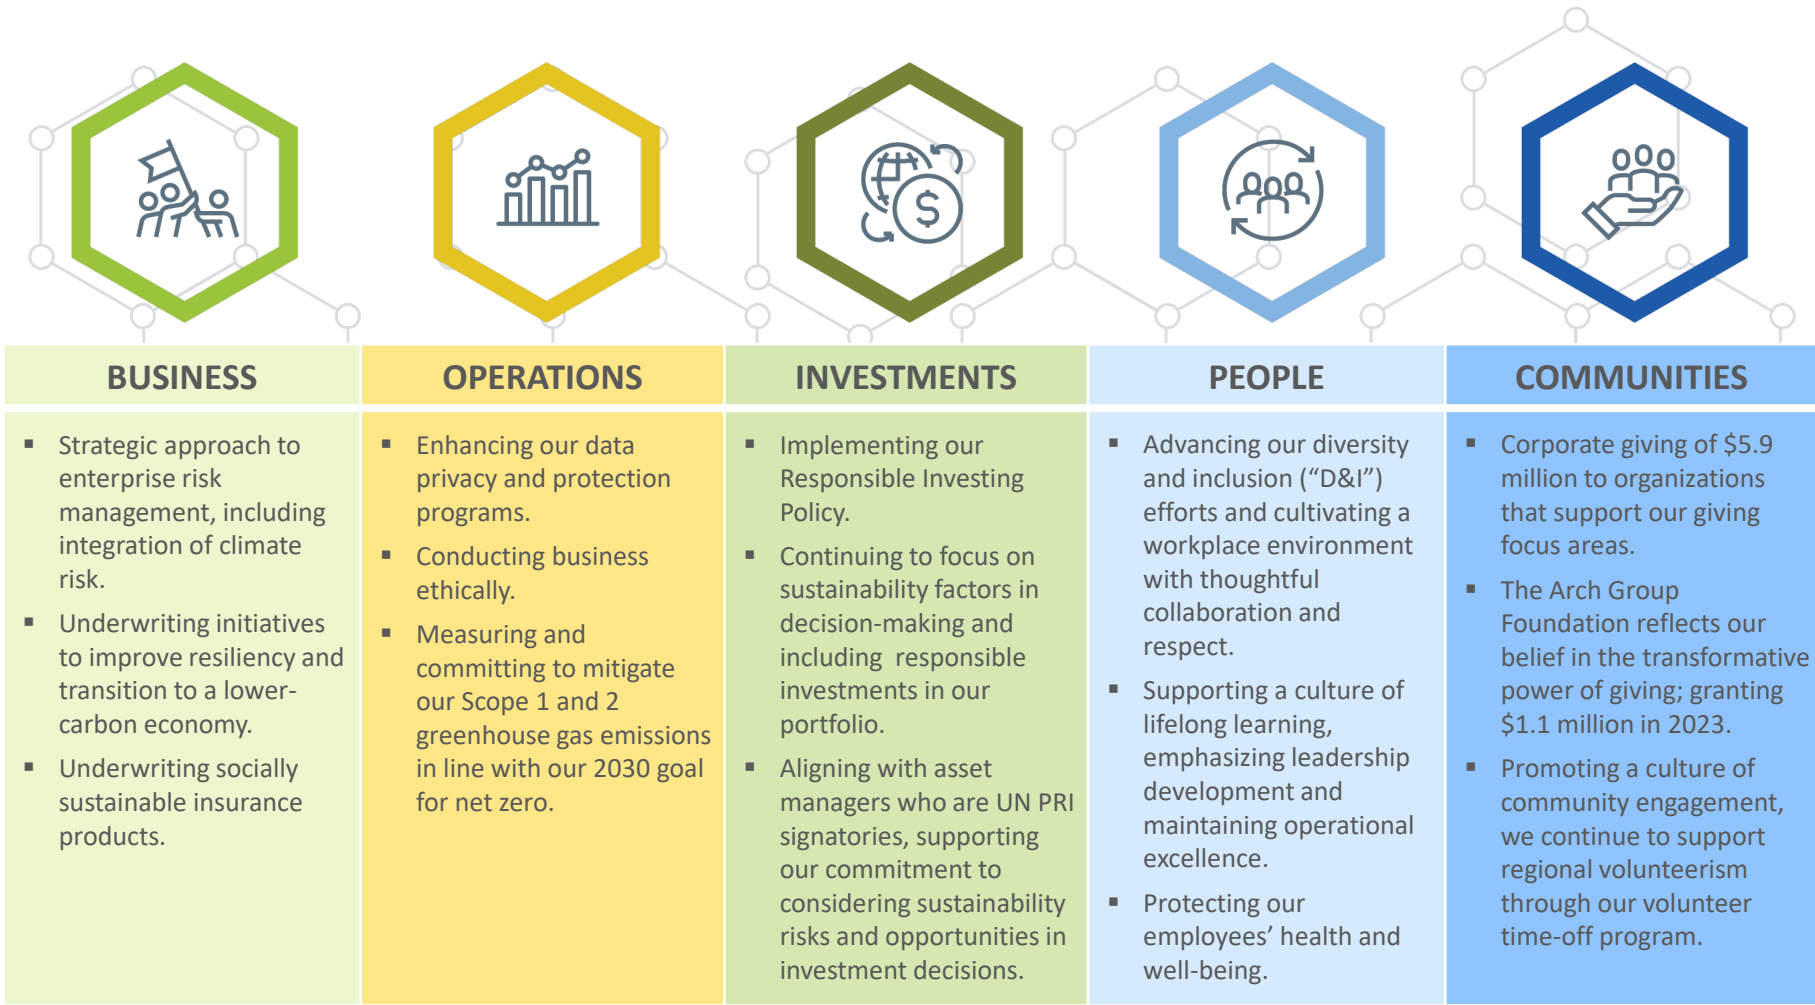 BUSINESS
▪ Strategic approach to
enterprise risk
management, including
integration of climate
risk.
▪ Underwriting initiatives
to improve resiliency and
transition to a lower-
carbon economy.
▪ Underwriting socially
sustainable insurance
products.
OPERATIONS
▪ Enhancing our data
privacy and protection
programs.
▪ Conducting business
ethically.
▪ Measuring and
committing to mitigate
our Scope 1 and 2
greenhouse gas emissions
in line with our 2030 goal
for net zero.
INVESTMENTS
▪ Implementing our
Responsible Investing
Policy.
▪ Continuing to focus on
sustainability factors in
decision-making and
including  responsible
investments in our
portfolio.
▪ Aligning with asset
managers who are UN PRI
signatories, supporting
our commitment to
considering sustainability
risks and opportunities in
investment decisions.
PEOPLE
▪ Advancing our diversity
and inclusion (“D&I”)
efforts and cultivating a
workplace environment
with thoughtful
collaboration and
respect.
▪ Supporting a culture of
lifelong learning,
emphasizing leadership
development and
maintaining operational
excellence.
▪ Protecting our
employees’ health and
well-being.
COMMUNITIES
▪ Corporate giving of $5.9
million to organizations
that support our giving
focus areas.
▪ The Arch Group
Foundation reflects our
belief in the transformative
power of giving; granting
$1.1 million in 2023.
▪ Promoting a culture of
community engagement,
we continue to support
regional volunteerism
through our volunteer
time-off program.